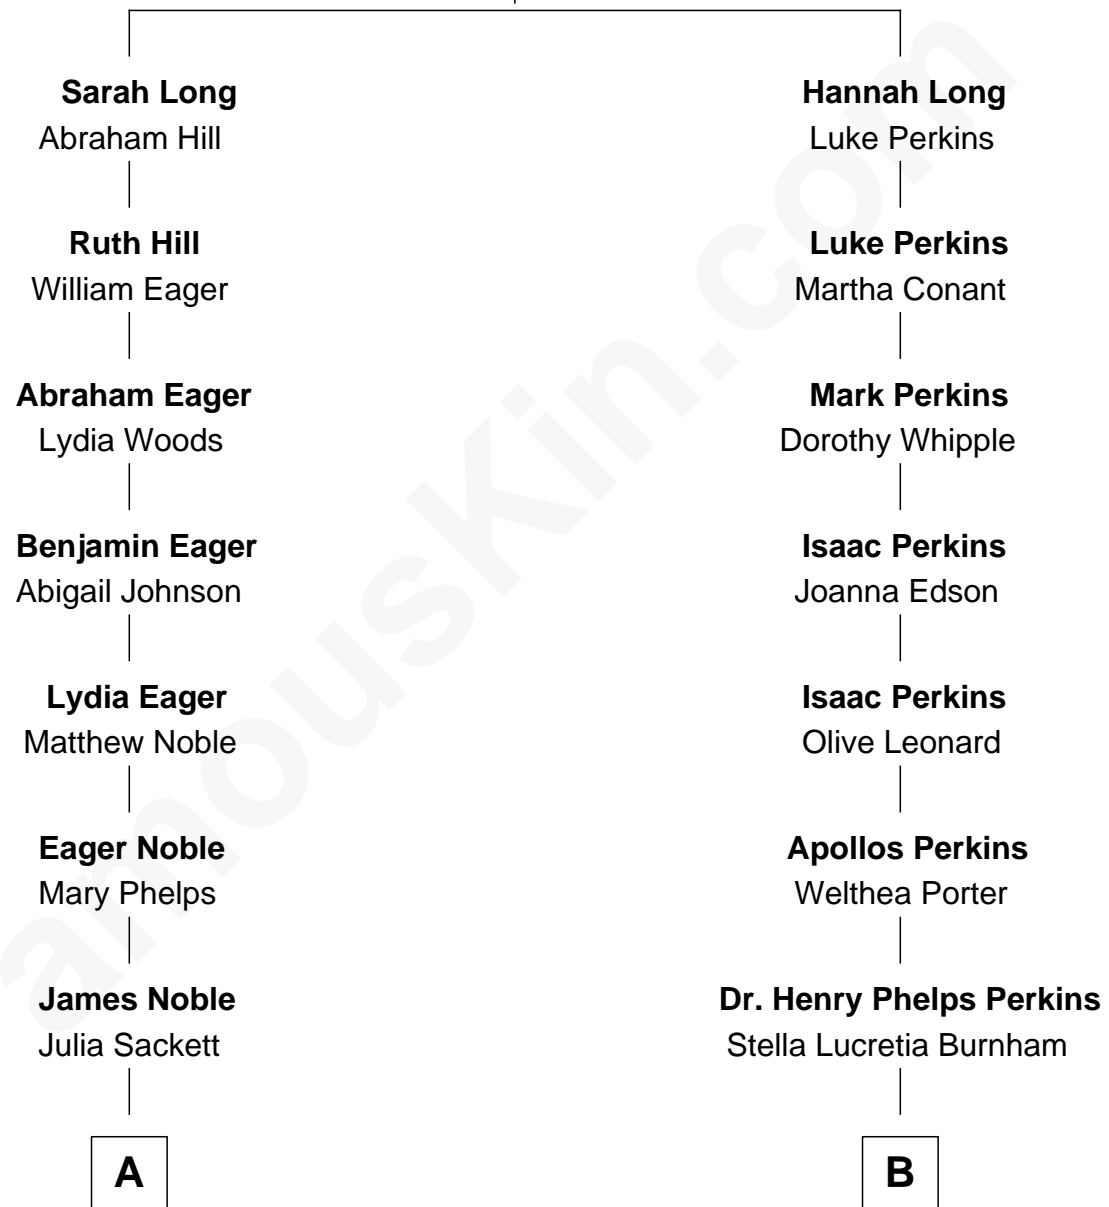 Sarah Long
Abraham Hill
Ruth Hill
William Eager
Abraham Eager
Lydia Woods
Benjamin Eager
Abigail Johnson
Lydia Eager
Matthew Noble
Eager Noble
Mary Phelps
James Noble
Julia Sackett
A
Hannah Long
Luke Perkins
Luke Perkins
Martha Conant
Mark Perkins
Dorothy Whipple
Isaac Perkins
Joanna Edson
Isaac Perkins
Olive Leonard
Apollos Perkins
Welthea Porter
Dr. Henry Phelps Perkins
Stella Lucretia Burnham
B
amouskin.com